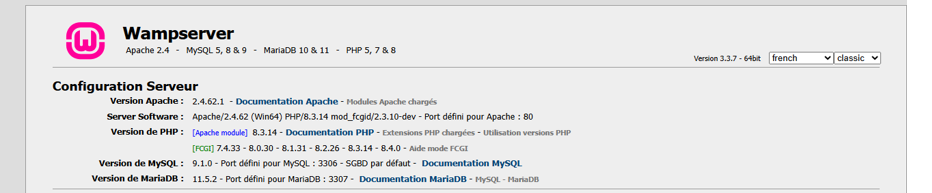 Wampserver
Apache 2.4 - MySQL 5, 8 & 9 - MariaDB 10 & 11 - PHP 5, 7 & 8
Version 3.3.7 - 64bit french classic
Configuration Serveur
Version Apache : 2.4.62.1 - Documentation Apache - Modules Apache chargés
Server Software : Apache/2.4.62 (Win64) PHP/8.3.14 mod_fcgid/2.3.10-dev - Port défini pour Apache : 80
Version de PHP : [Apache module] 8.3.14 - Documentation PHP - Extensions PHP chargées - Utilisation versions PHP
[FCGI] 7.4.33 - 8.0.30 - 8.1.31 - 8.2.26 - 8.3.14 - 8.4.0 - Aide mode FCGI
Version de MySQL : 9.1.0 - Port défini pour MySQL : 3306 - SGBD par défaut - Documentation MySQL
Version de MariaDB : 11.5.2 - Port défini pour MariaDB : 3307 - Documentation MariaDB - MySQL - MariaDB